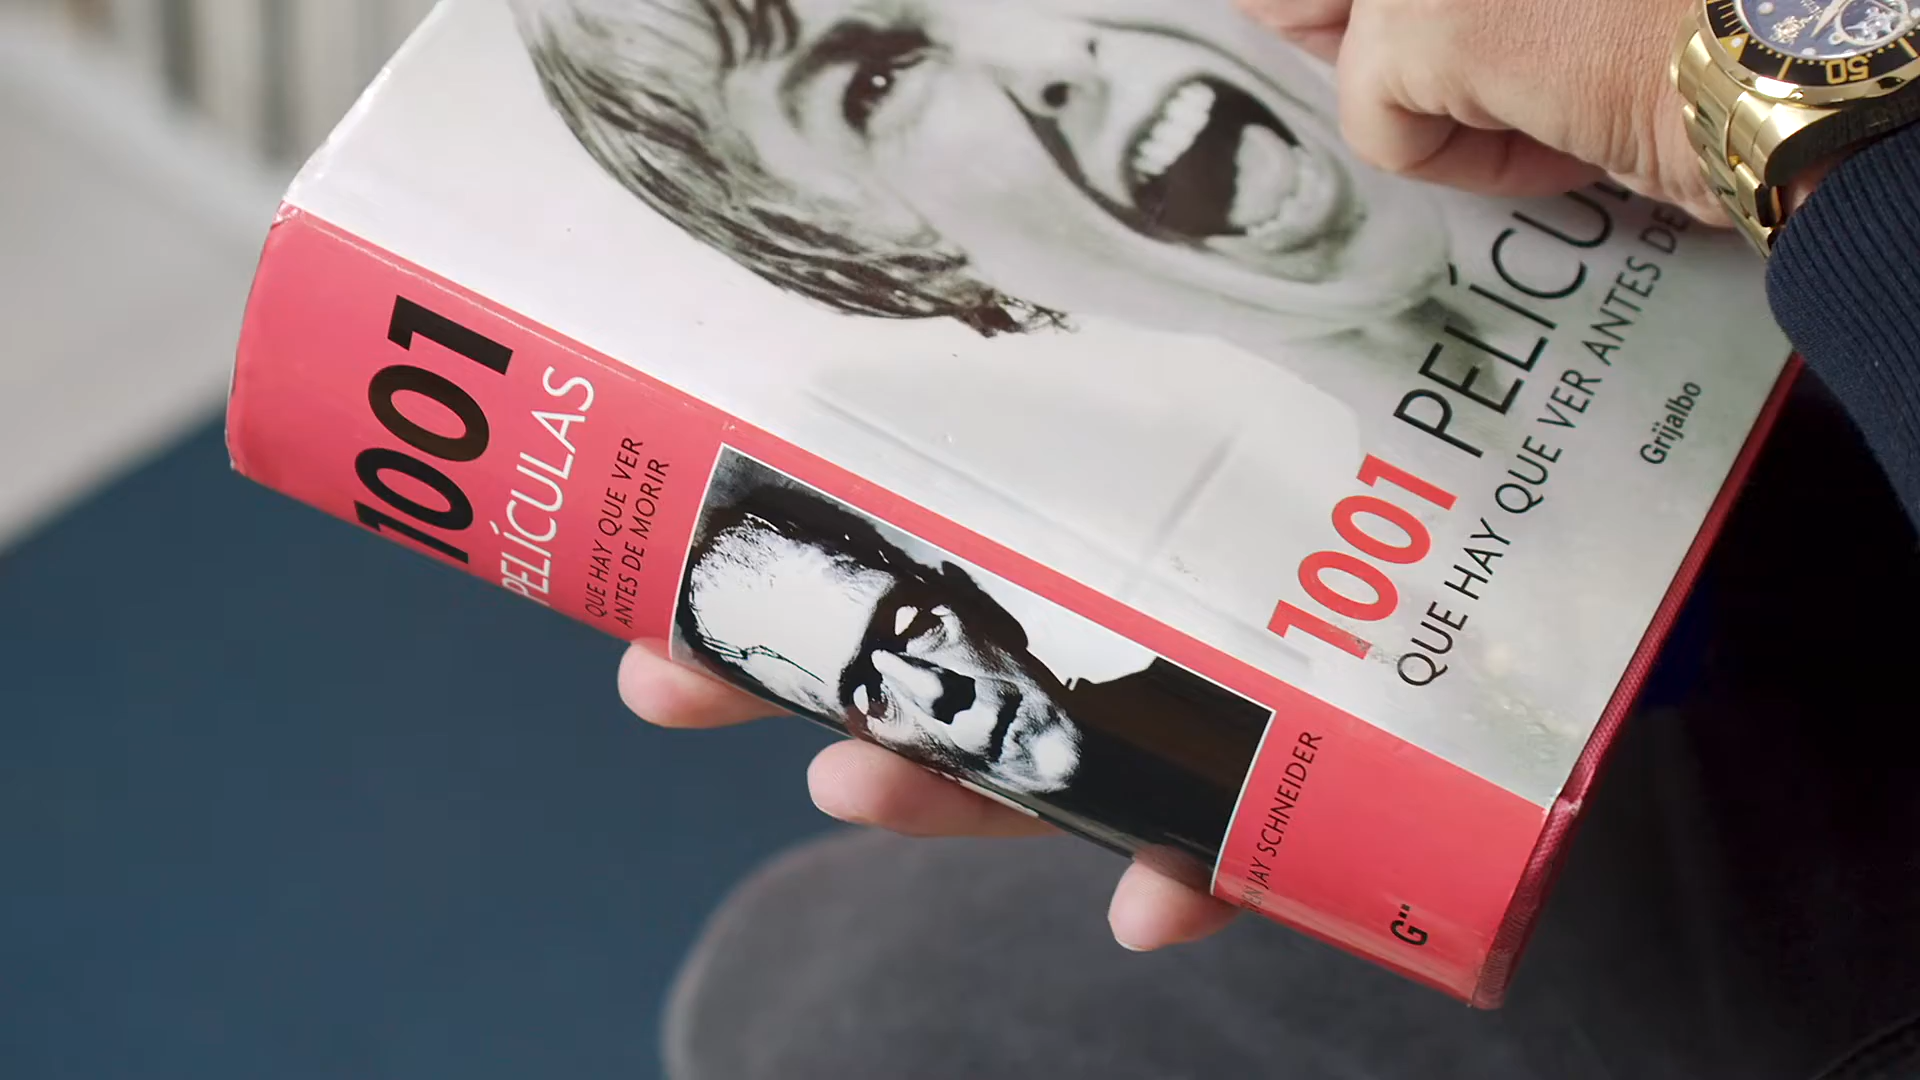 1001
PELÍCULAS
QUE HAY QUE VER
ANTES DE MORIR
JAY SCHNEIDER
G¨
1001 PELÍCU
QUE HAY QUE VER ANTES DE
Grijalbo
50